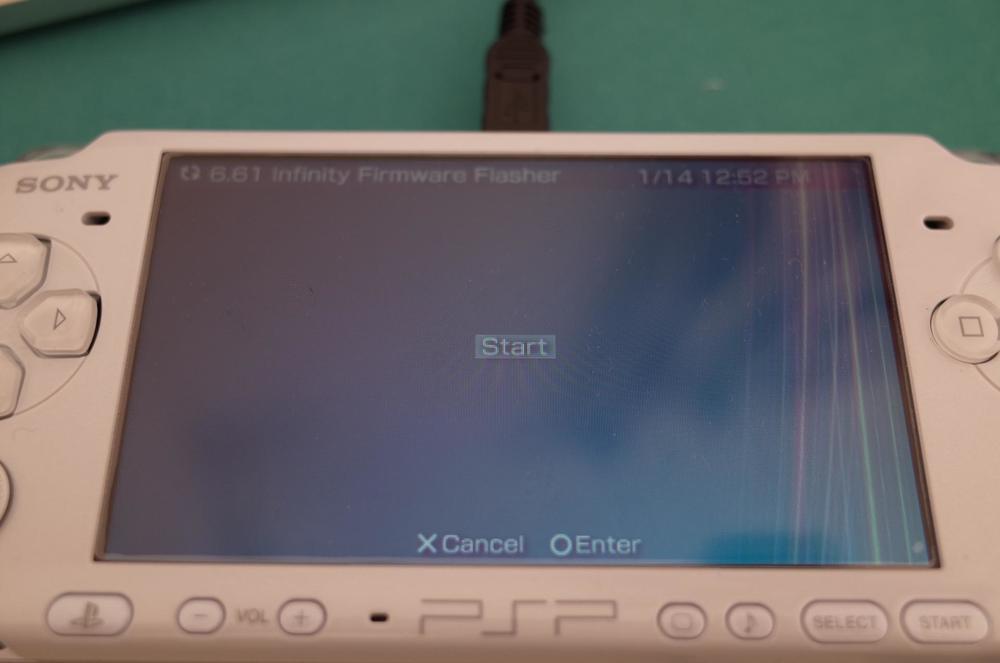 SONY
6.61 Infinity Firmware Flasher
1/14 12:52 PM
Start
Cancel
Enter
VOL
PSP
SELECT
START